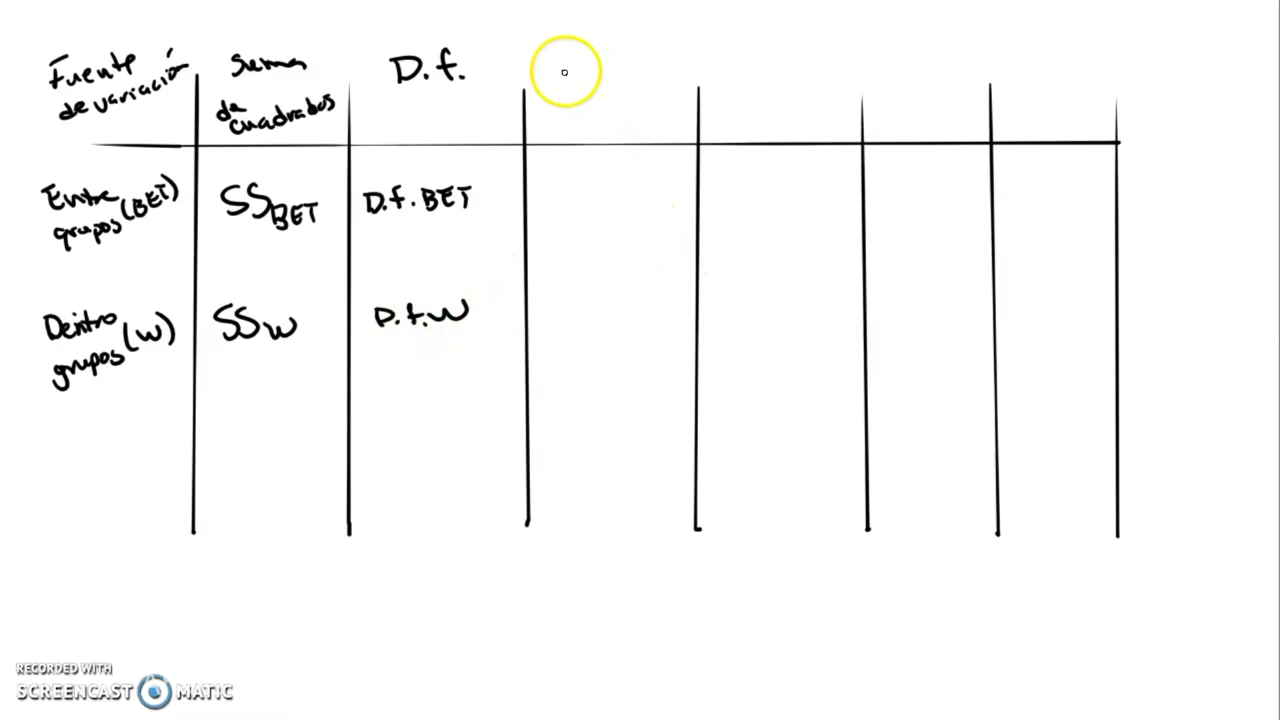 Fuente
de variación
Suma
de
cuadrados
D.f.
Entre
grupos (BET)
SSBET
D.f. BET
Dentro
grupos (W)
SSW
D.f. W
RECORDED WITH
SCREENCAST MATIC